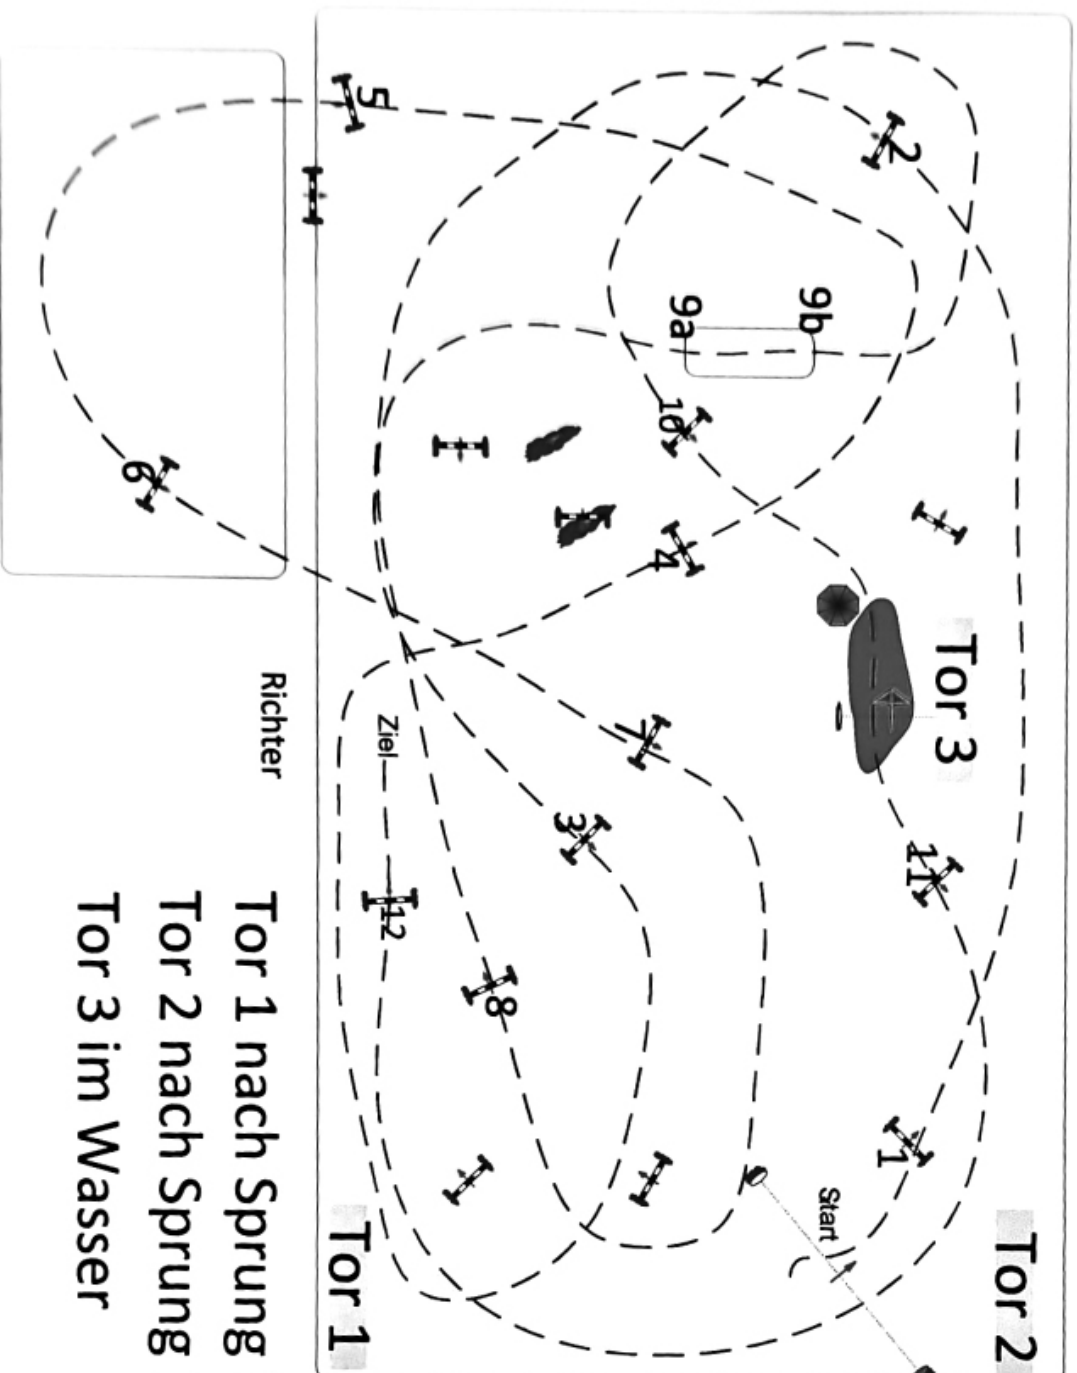 5
2
9b
9a
10
6
4
Tor 3
Richter
Ziel
7
3
11
12
8
1
Start
Tor 1
Tor 2
Tor 1 nach Sprung
Tor 2 nach Sprung
Tor 3 im Wasser